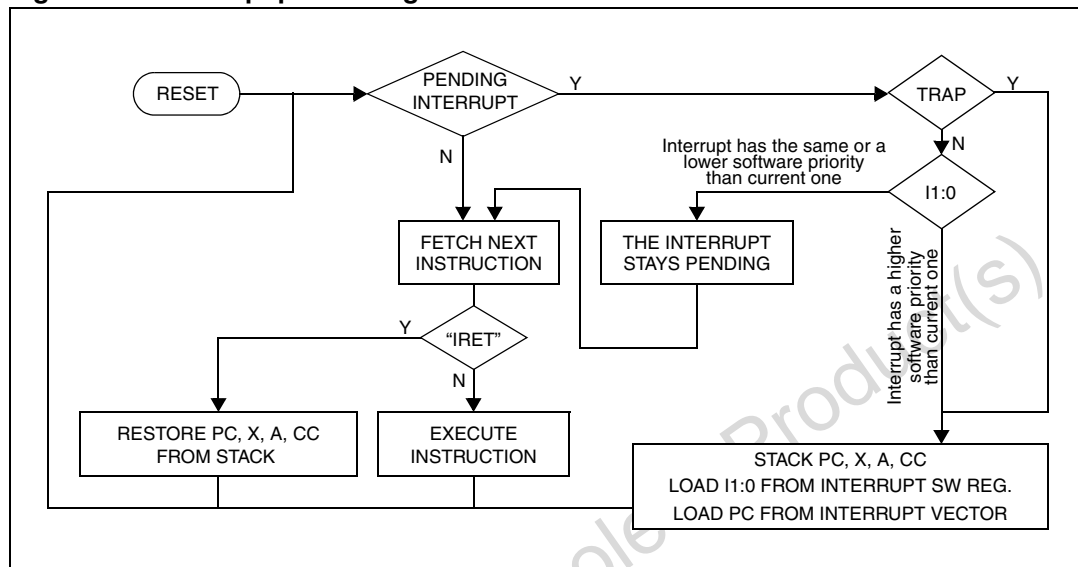 RESET
PENDING
INTERRUPT
Y
TRAP
Y
N
N
Interrupt has the same or a
lower software priority
than current one
I1:0
FETCH NEXT
INSTRUCTION
THE INTERRUPT
STAYS PENDING
Interrupt has a higher
software priority
than current one
Y
“IRET”
N
RESTORE PC, X, A, CC
FROM STACK
EXECUTE
INSTRUCTION
STACK PC, X, A, CC
LOAD I1:0 FROM INTERRUPT SW REG.
LOAD PC FROM INTERRUPT VECTOR
Product(s)